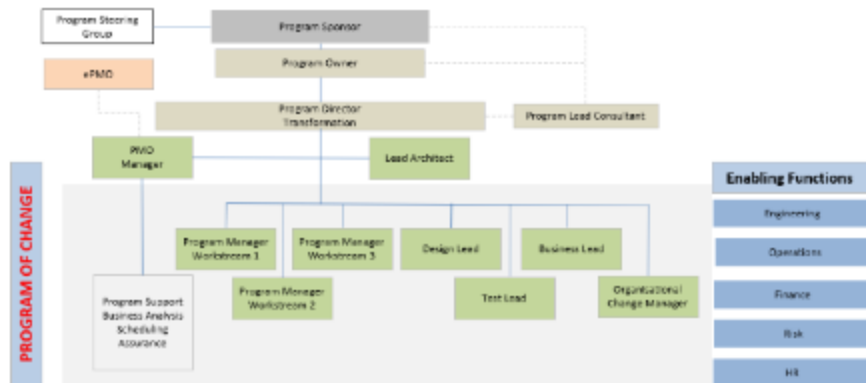 Program Steering
Group
Program Sponsor
Program Owner
ePMO
Program Director
Transformation
Program Lead Consultant
PMO
Manager
Lead Architect
PROGRAM OF CHANGE
Enabling Functions
Engineering
Operations
Finance
Risk
HR
Program Manager
Workstream 1
Program Manager
Workstream 3
Design Lead
Business Lead
Program Manager
Workstream 2
Test Lead
Organisational
Change Manager
Program Support
Business Analysis
Scheduling
Assurance